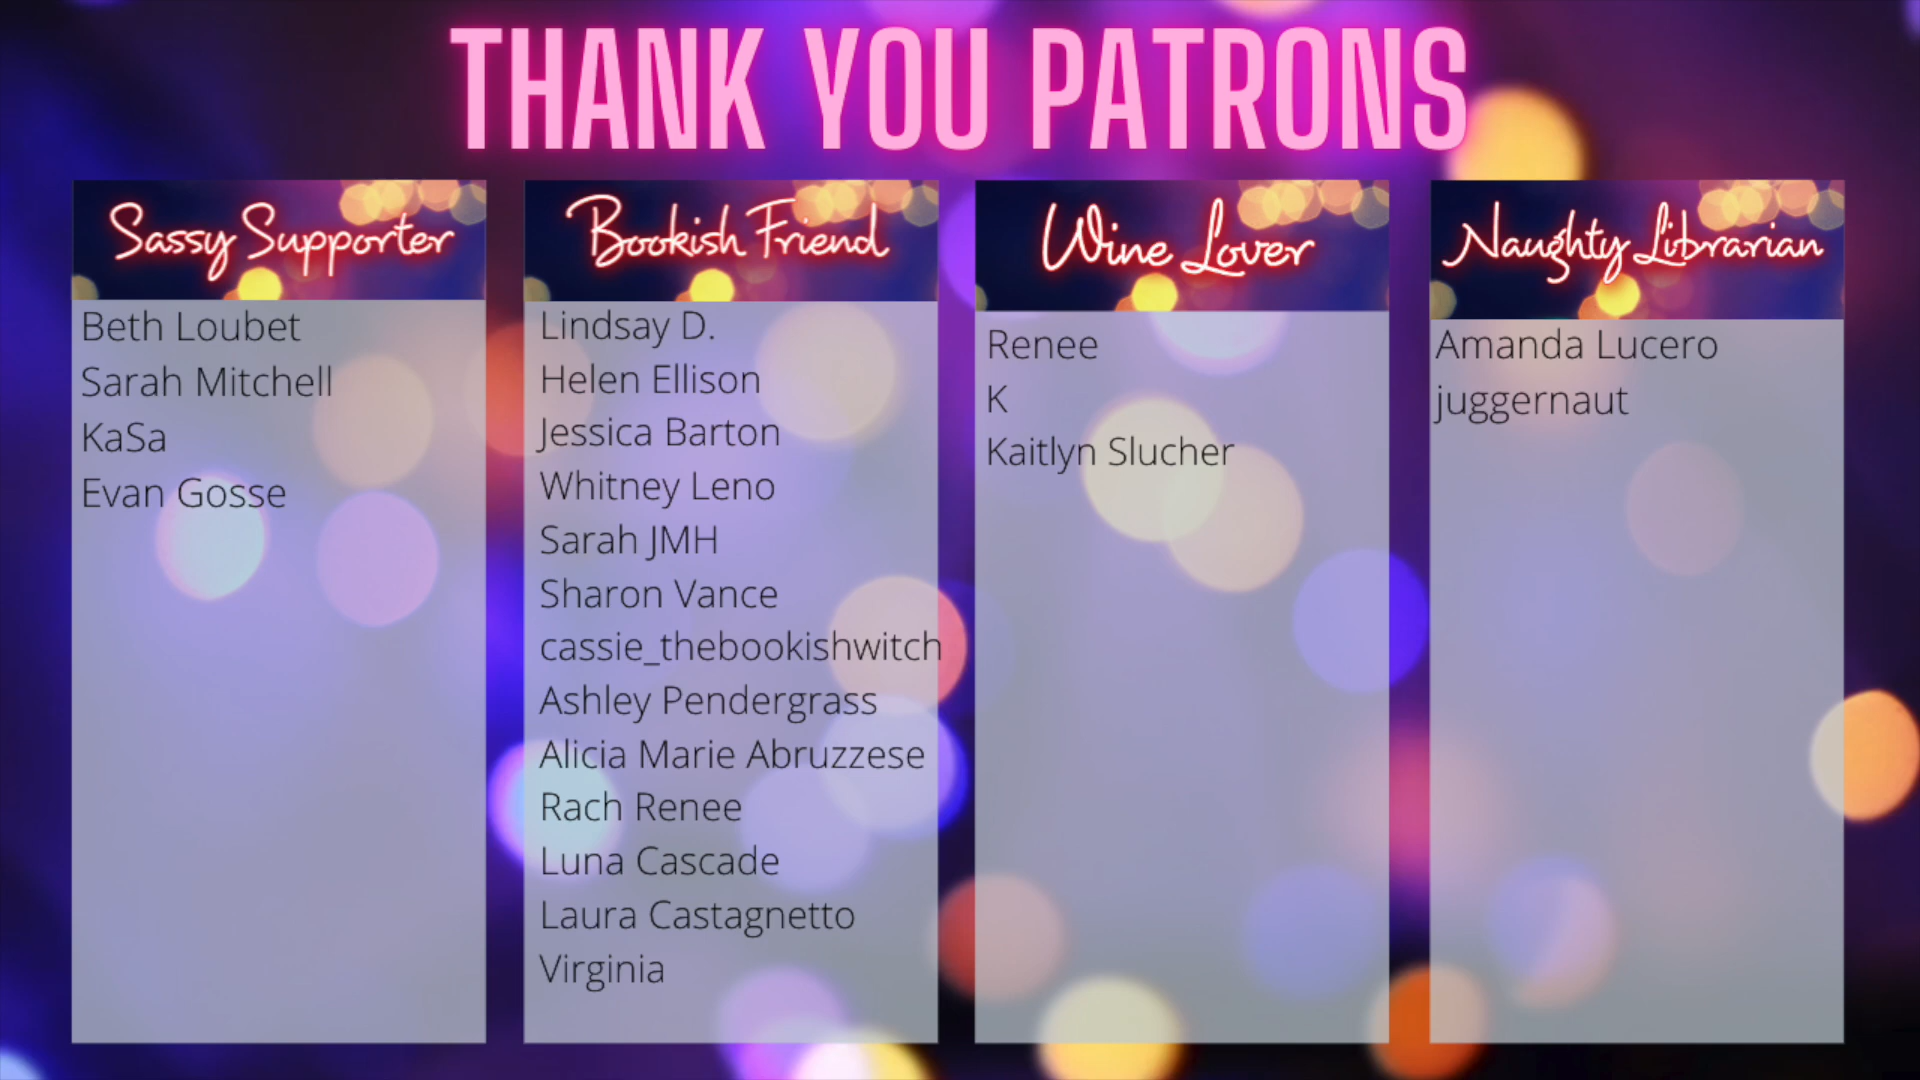 THANK YOU PATRONS
Sassy Supporter
Beth Loubet
Sarah Mitchell
KaSa
Evan Gosse
Bookish Friend
Lindsay D.
Helen Ellison
Jessica Barton
Whitney Leno
Sarah JMH
Sharon Vance
cassie_thebookishwitch
Ashley Pendergrass
Alicia Marie Abruzzese
Rach Renee
Luna Cascade
Laura Castagnetto
Virginia
Wine Lover
Renee
K
Kaitlyn Slucher
Naughty Librarian
Amanda Lucero
juggernaut